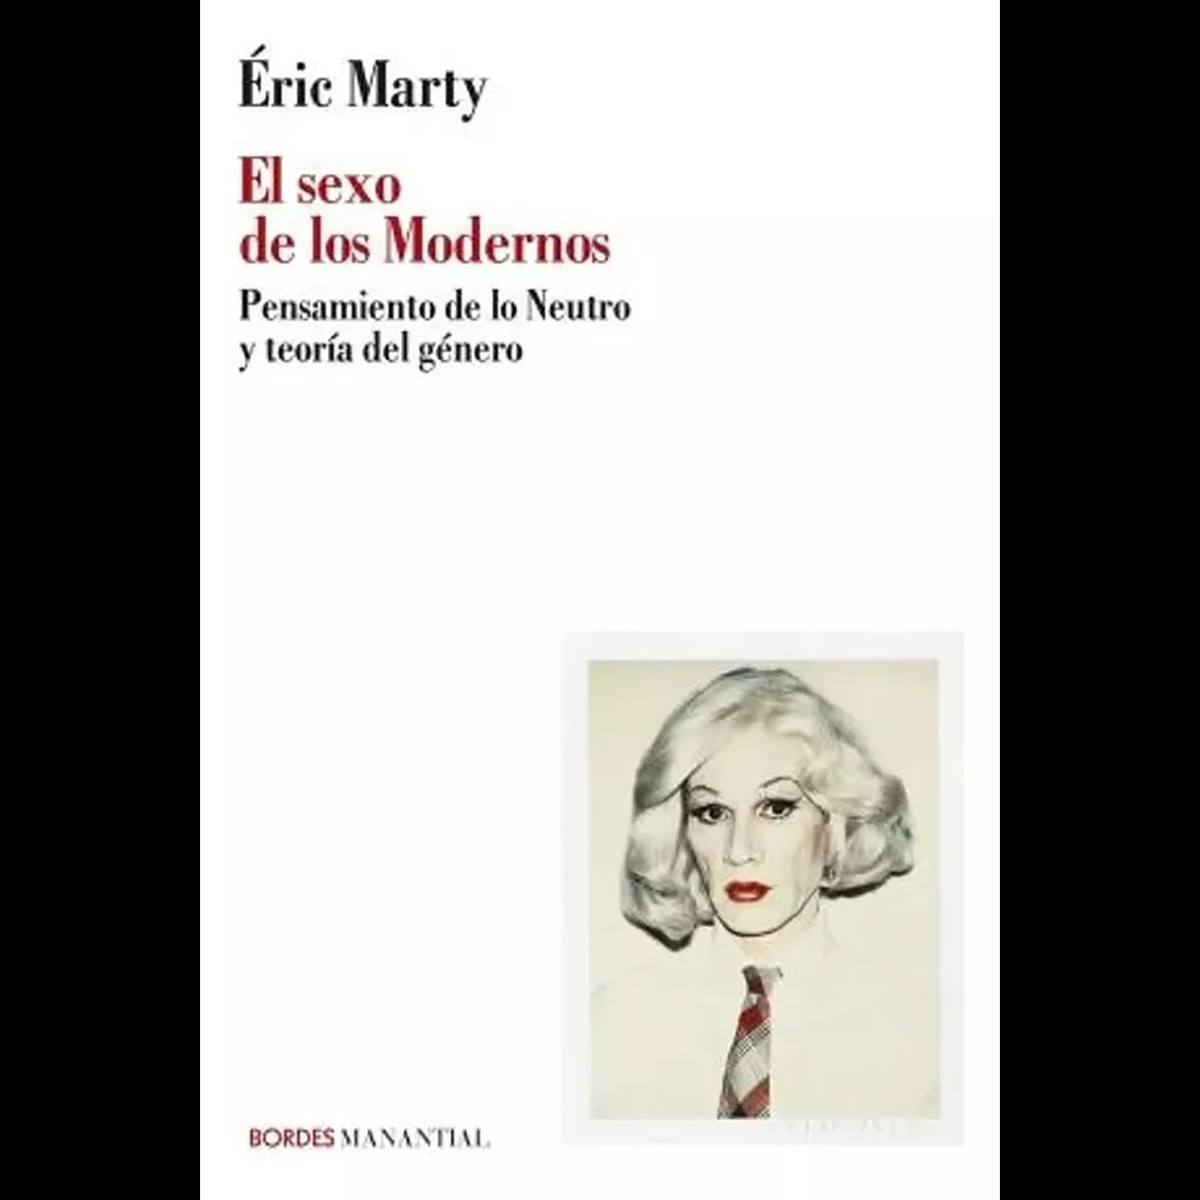 Éric Marty
El sexo
de los Modernos
Pensamiento de lo Neutro
y teoría del género
BORDES MANANTIAL